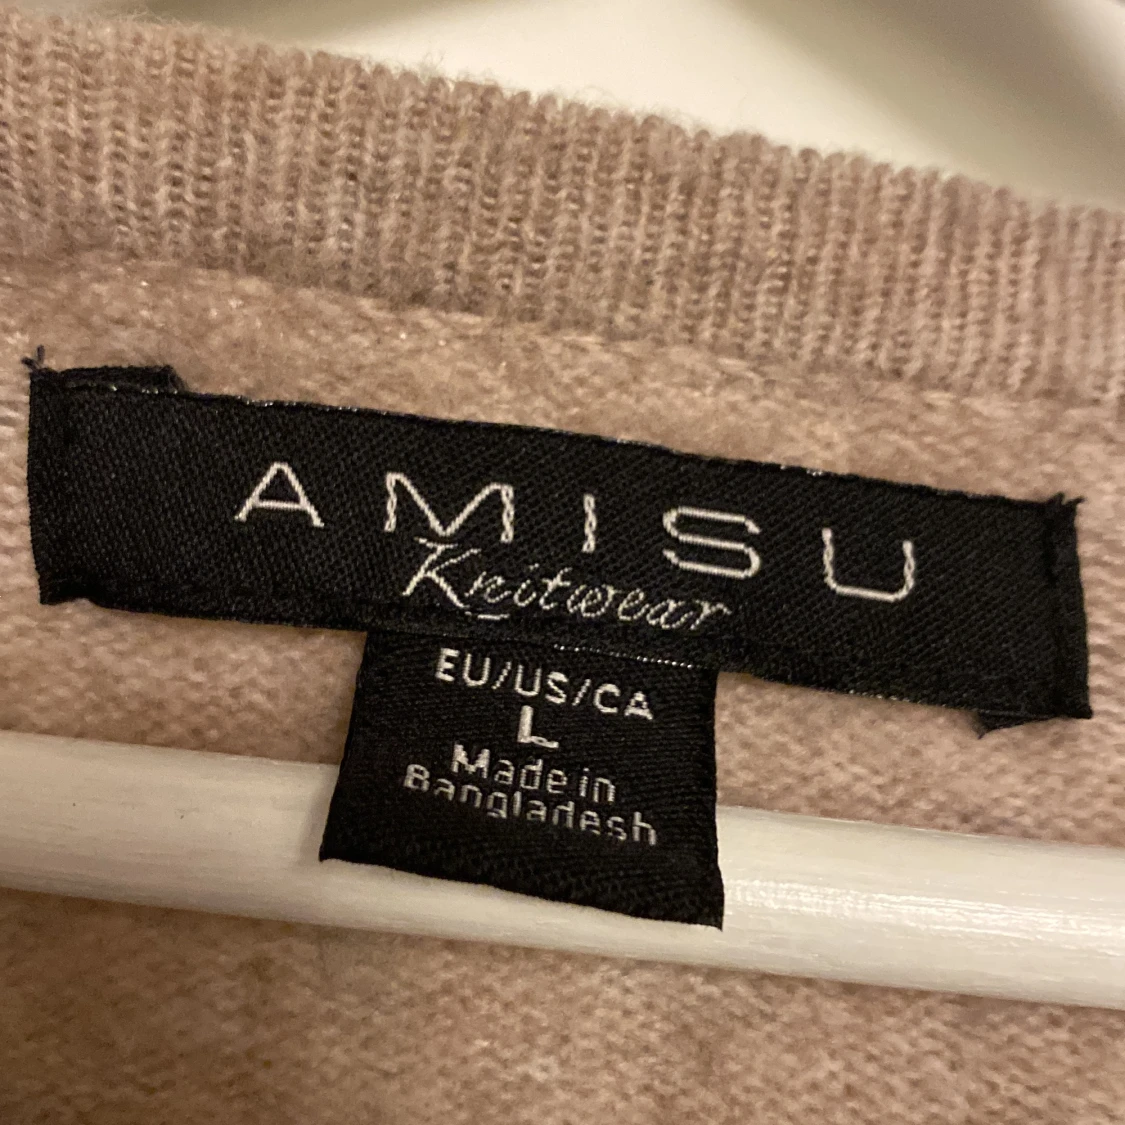 AMISU
Knitwear
EU/US/CA
L
Made in
Bangladesh